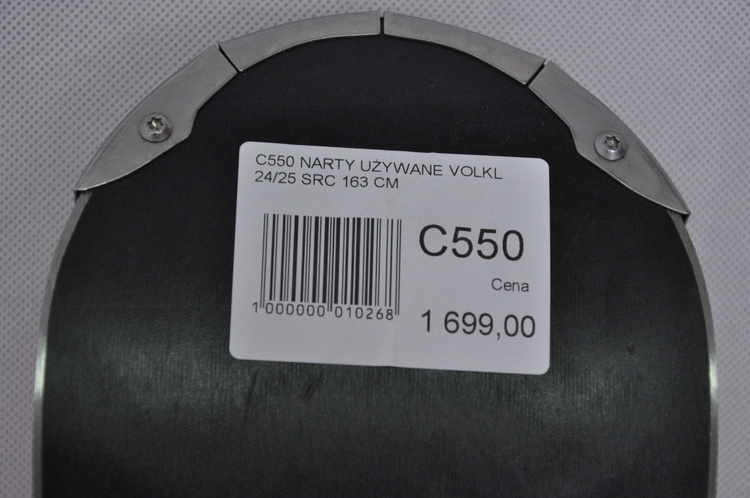 C550 NARTY UŻYWANE VOLKL
24/25 SRC 163 CM
C550
Cena
1 699,00
1 000000 010268